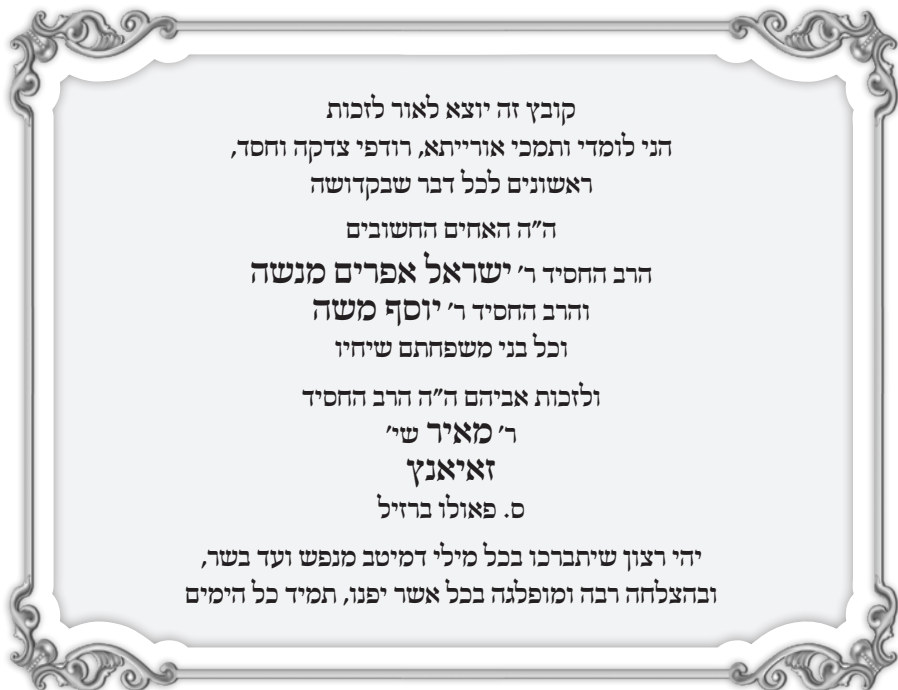 קובץ זה יוצא לאור לזכות
הני לומדי ותמכי אורייתא, רודפי צדקה וחסד,
ראשונים לכל דבר שבקדושה
ה״ה האחים החשובים
הרב החסיד ר׳ ישראל אפרים מנשה
והרב החסיד ר׳ יוסף משה
וכל בני משפחתם שיחיו
ולזכות אביהם ה״ה הרב החסיד
ר׳ מאיר שי׳
זאיאנץ
ס. פאולו ברזיל
יהי רצון שיתברכו בכל מילי דמיטב מנפש ועד בשר,
ובהצלחה רבה ומופלגה בכל אשר יפנו, תמיד כל הימים